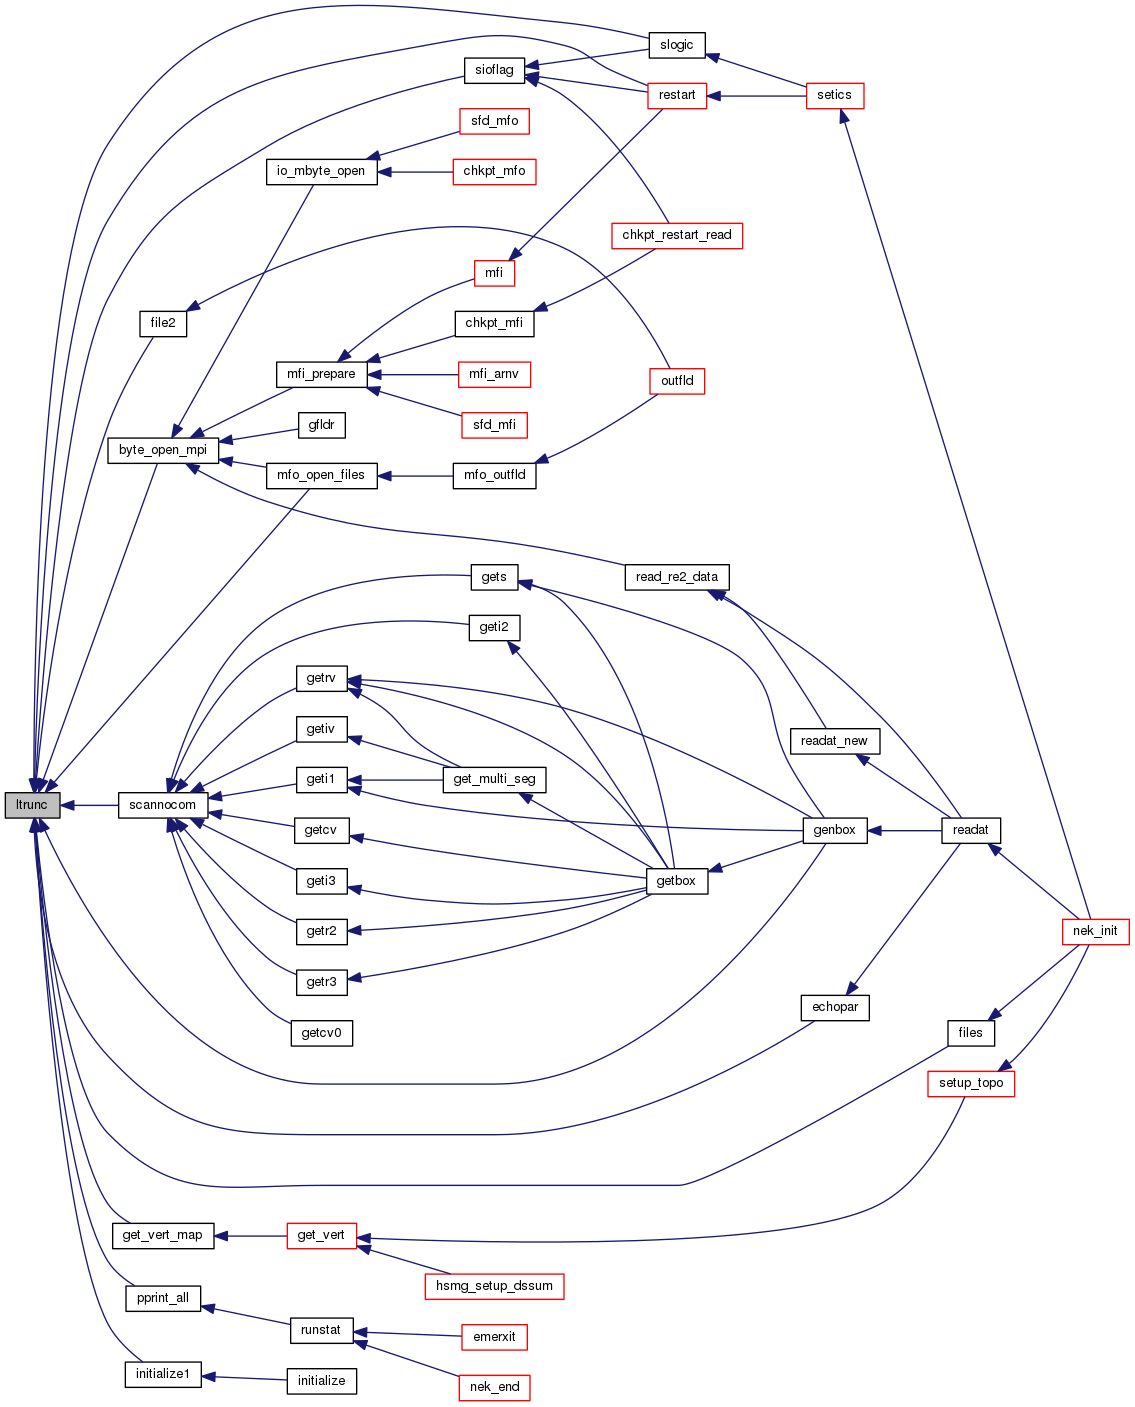 slogic
sioflag
restart
setics
sfd_mfo
io_mbyte_open
chkpt_mfo
chkpt_restart_read
mfi
file2
chkpt_mfi
mfi_prepare
mfi_arnv
outfld
gfldr
sfd_mfi
byte_open_mpi
mfo_open_files
mfo_outfld
gets
read_re2_data
geti2
getrv
getiv
readat_new
geti1
get_multi_seg
ltrunc
scannocom
getcv
genbox
readat
geti3
getbox
getr2
nek_init
getr3
echopar
getcv0
files
setup_topo
get_vert_map
get_vert
hsmg_setup_dssum
pprint_all
runstat
emerxit
initialize1
initialize
nek_end